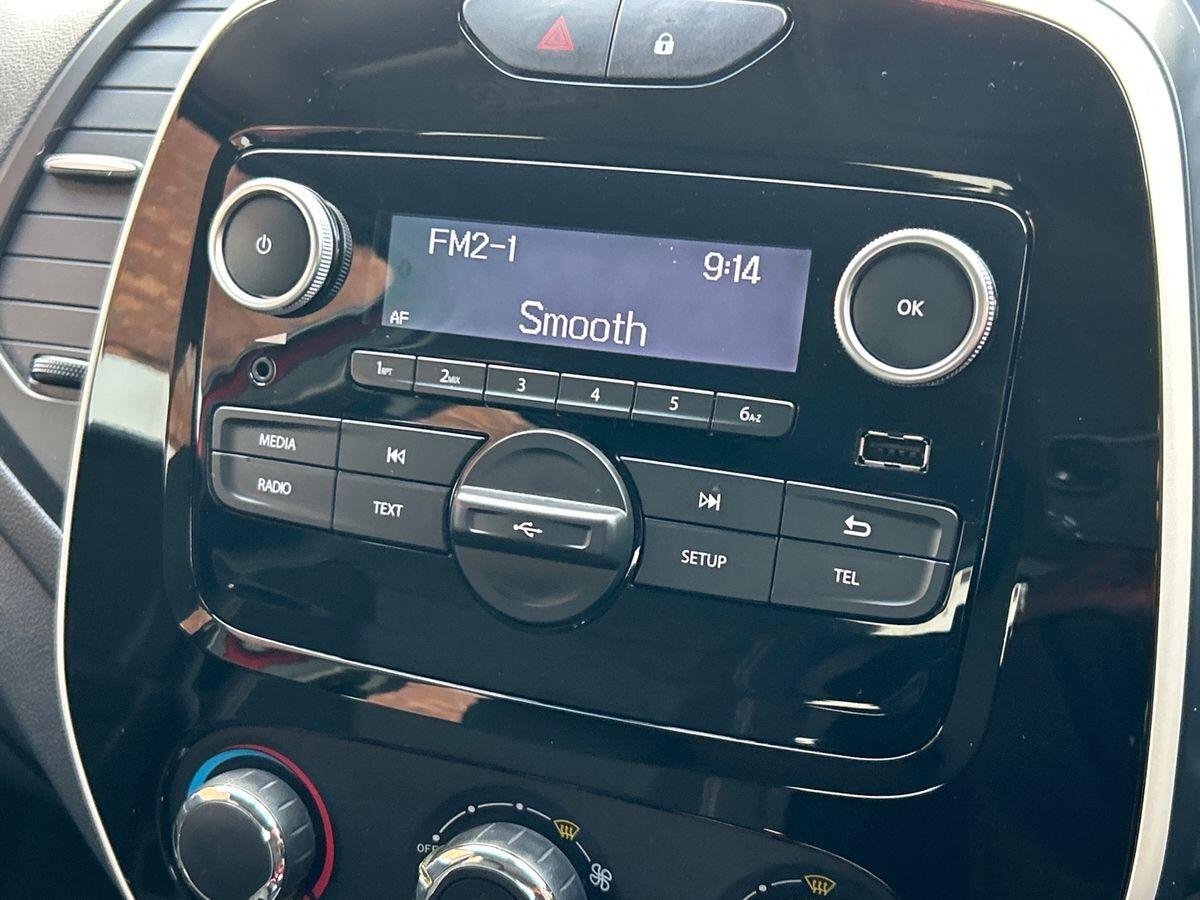 FM2-1
9:14
AF
Smooth
OK
1RPT
2MIX
3
4
5
6A-Z
MEDIA
RADIO
TEXT
SETUP
TEL
OFF